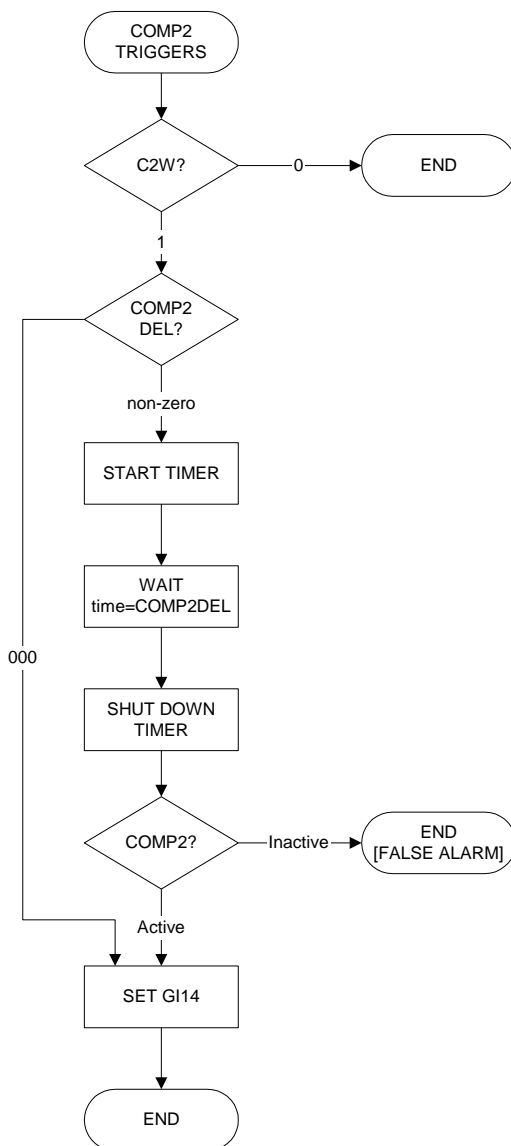 COMP2
TRIGGERS
C2W?
0
END
1
COMP2
DEL?
non-zero
START TIMER
WAIT
time=COMP2DEL
000
SHUT DOWN
TIMER
COMP2?
Inactive
END
[FALSE ALARM]
Active
SET GI14
END